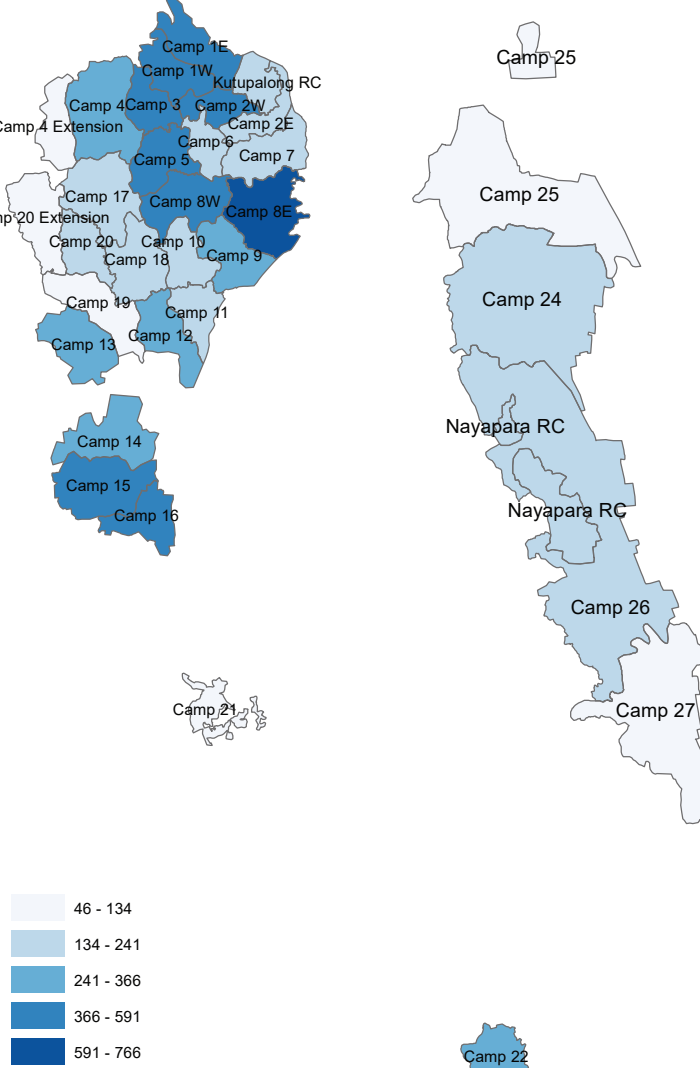 Camp 1E
Camp 1W
Kutupalong RC
Camp 4
Camp 3
Camp 2W
Camp 4 Extension
Camp 2E
Camp 6
Camp 5
Camp 7
Camp 17
Camp 8W
Camp 8E
20 Extension
Camp 20
Camp 10
Camp 18
Camp 9
Camp 19
Camp 11
Camp 12
Camp 13
Camp 14
Camp 15
Camp 16
Camp 21
Camp 25
Camp 25
Camp 24
Nayapara RC
Nayapara RC
Camp 26
Camp 27
46 - 134
134 - 241
241 - 366
366 - 591
591 - 766
Camp 22